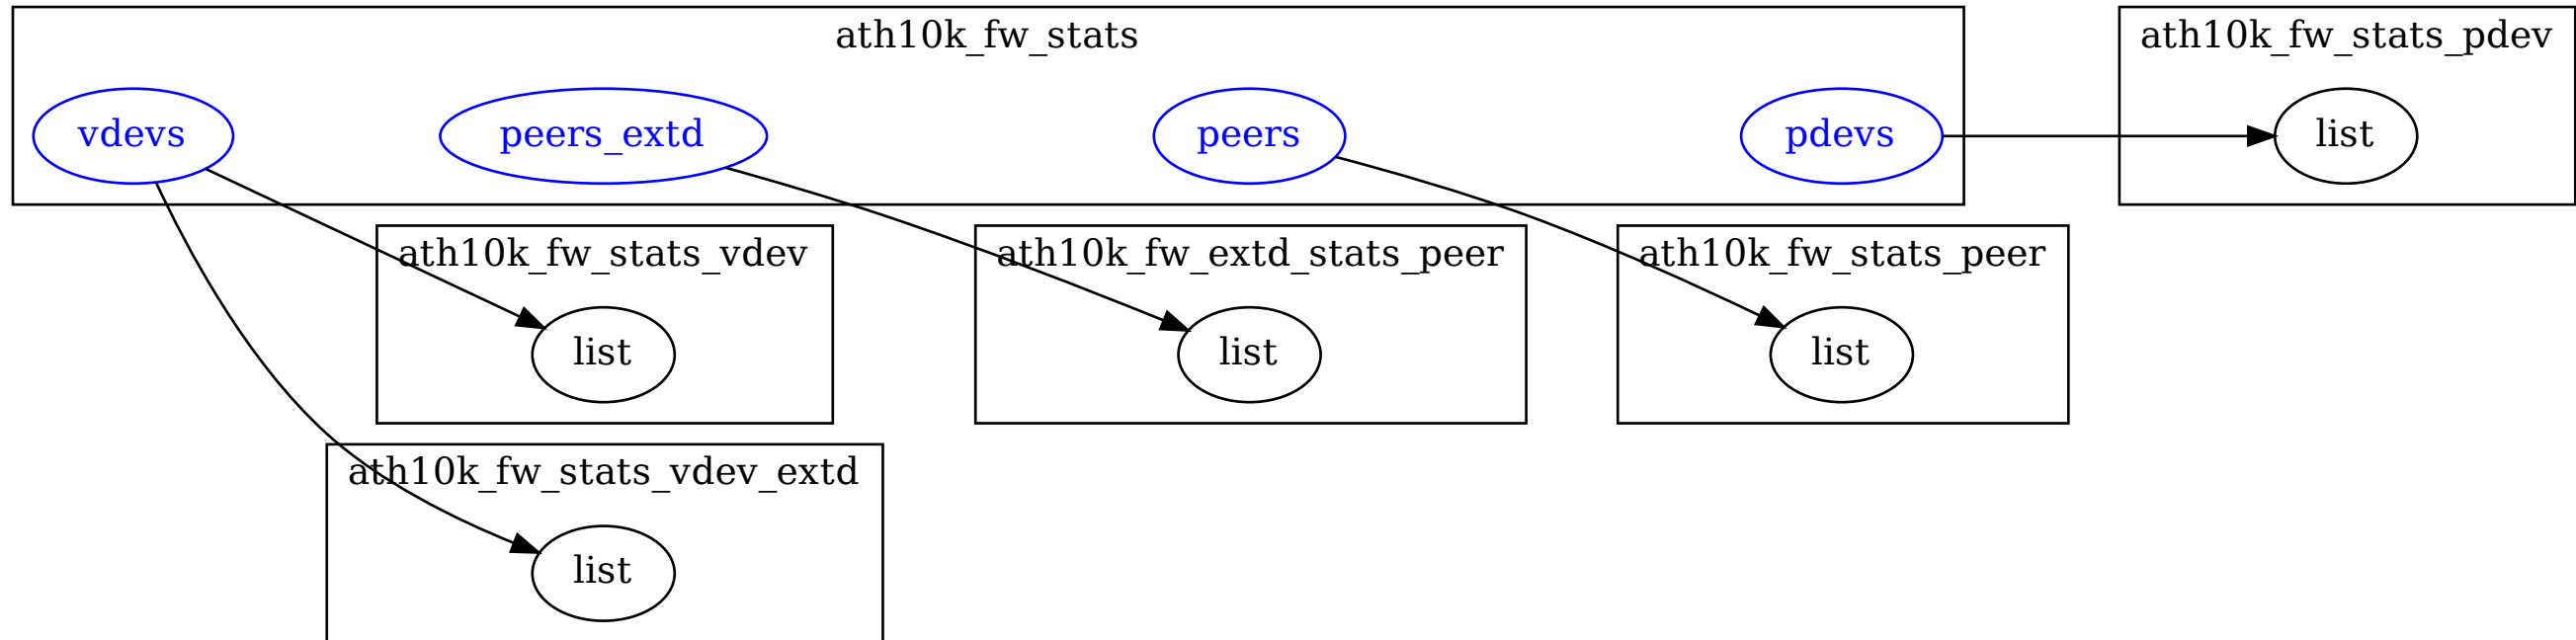 ath10k_fw_stats
ath10k_fw_stats_pdev
vdevs
peers_extd
peers
pdevs
list
ath10k_fw_stats_vdev
ath10k_fw_extd_stats_peer
ath10k_fw_stats_peer
list
list
list
ath10k_fw_stats_vdev_extd
list